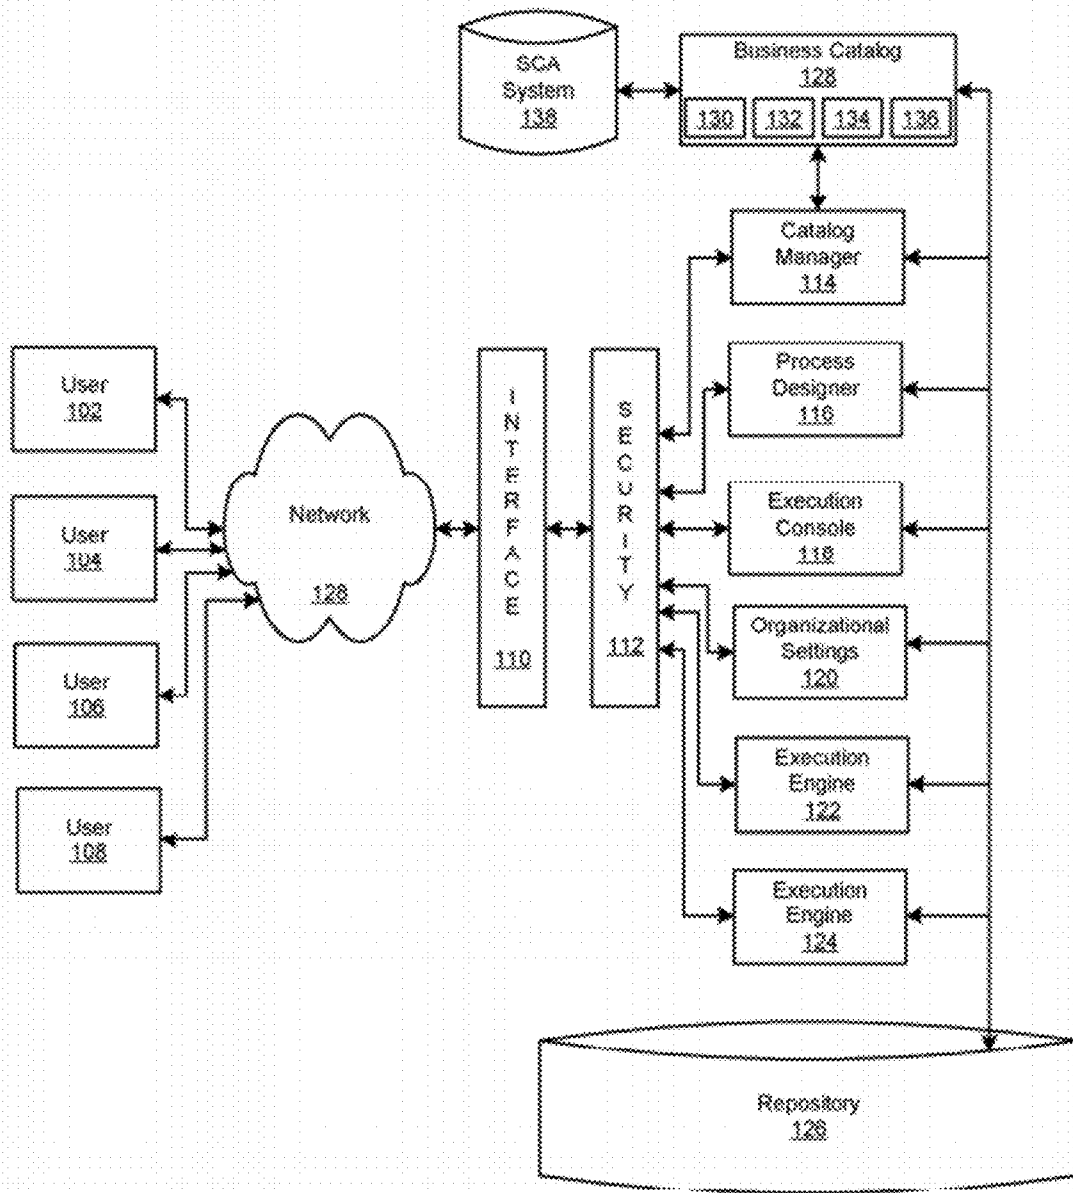 SCA
System
138
Business Catalog
128
130 132 134 136
Catalog
Manager
114
User
102
User
104
User
106
User
108
Network
128
INTERFACE
110
SECURITY
112
Process
Designer
116
Execution
Console
118
Organizational
Settings
120
Execution
Engine
122
Execution
Engine
124
Repository
126